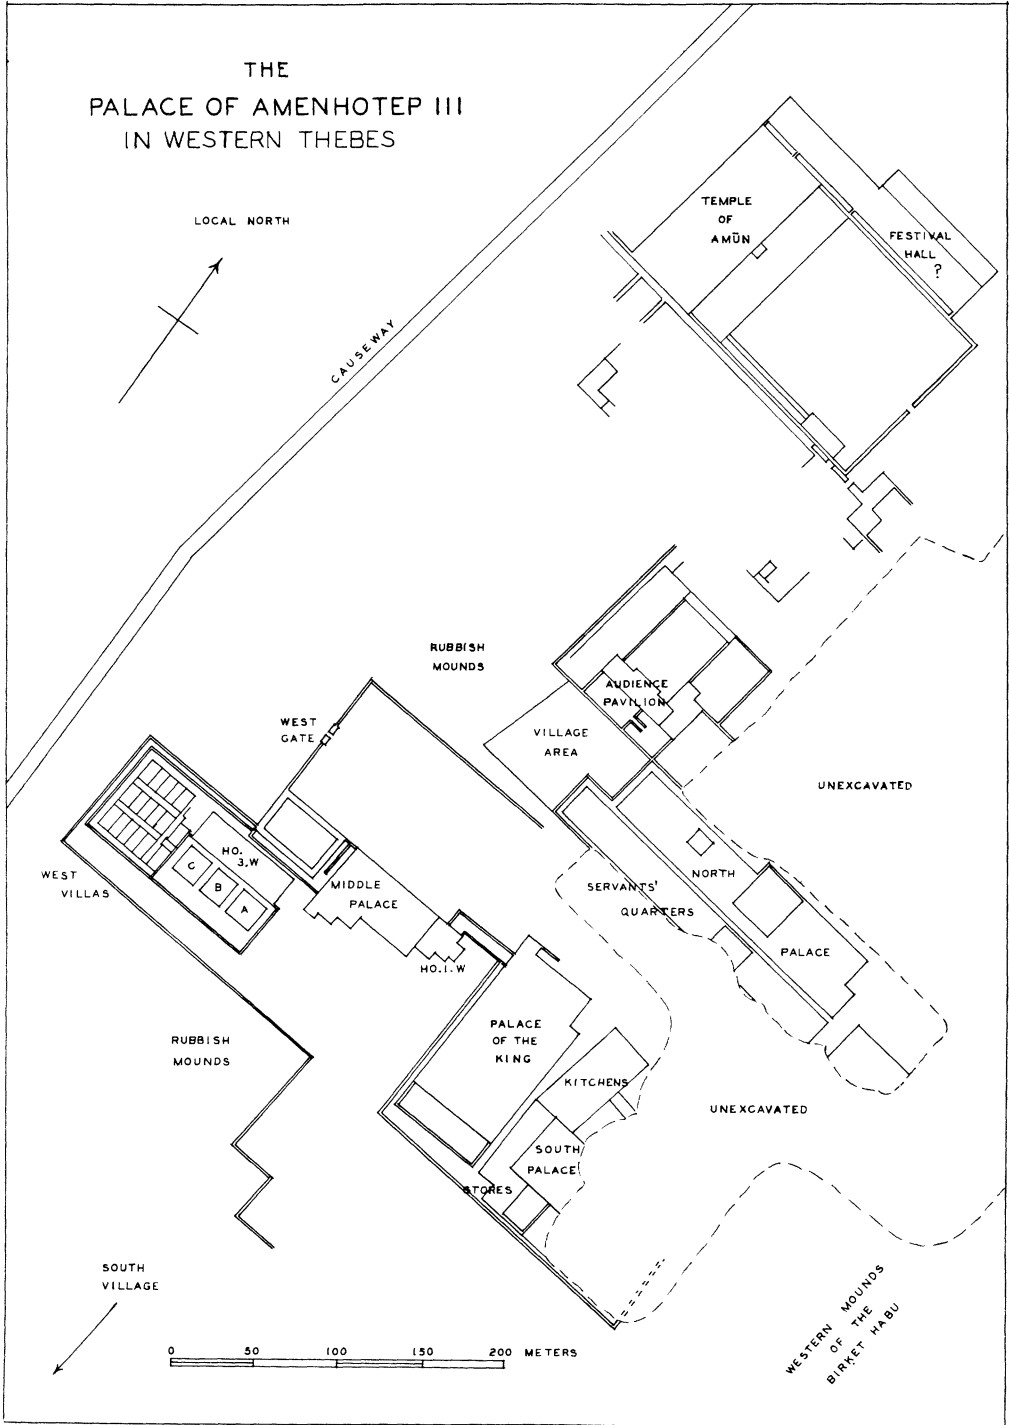 THE
PALACE OF AMENHOTEP III
IN WESTERN THEBES
LOCAL NORTH
CAUSEWAY
TEMPLE
OF
AMŪN
FESTIVAL
HALL
?
RUBBISH
MOUNDS
AUDIENCE
PAVILION
WEST
GATE
VILLAGE
AREA
UNEXCAVATED
HO.
3.W
C
B
A
WEST
VILLAS
MIDDLE
PALACE
NORTH
PALACE
SERVANTS'
QUARTERS
HO.I.W
RUBBISH
MOUNDS
PALACE
OF THE
KING
KITCHENS
UNEXCAVATED
SOUTH
PALACE
STORES
SOUTH
VILLAGE
0 50 100 150 200 METERS
WESTERN MOUNDS
OF THE
BIRKET HABU